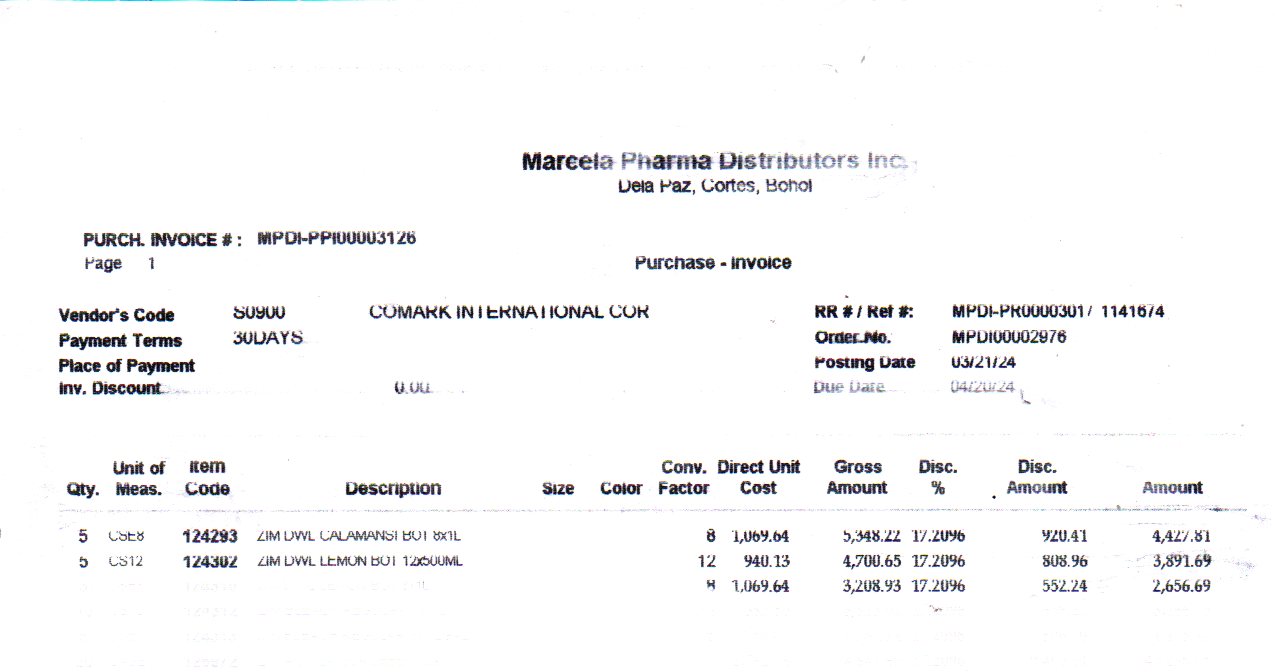 Marcela Pharma Distributors Inc.
Dela Paz, Cortes, Bohol
PURCH. INVOICE # : MPDI-PPI00003126
Page 1
Purchase - Invoice
Vendor's Code S0900 COMARK INTERNATIONAL COR RR # / Ref #: MPDI-PR0000301/ 1141674
Payment Terms 30DAYS Order No. MPDI00002976
Place of Payment Posting Date 03/21/24
Inv. Discount 0.00 Due Date 04/20/24
Unit of Item Conv. Direct Unit Gross Disc. Disc.
Qty. Meas. Code Description Size Color Factor Cost Amount % Amount Amount
5 CSE8 124293 ZIM DWL CALAMANSI BOT 8x1L 8 1,069.64 5,348.22 17.2096 920.41 4,427.81
5 CS12 124302 ZIM DWL LEMON BOT 12x500ML 12 940.13 4,700.65 17.2096 808.96 3,891.69
8 1,069.64 3,208.93 17.2096 552.24 2,656.69